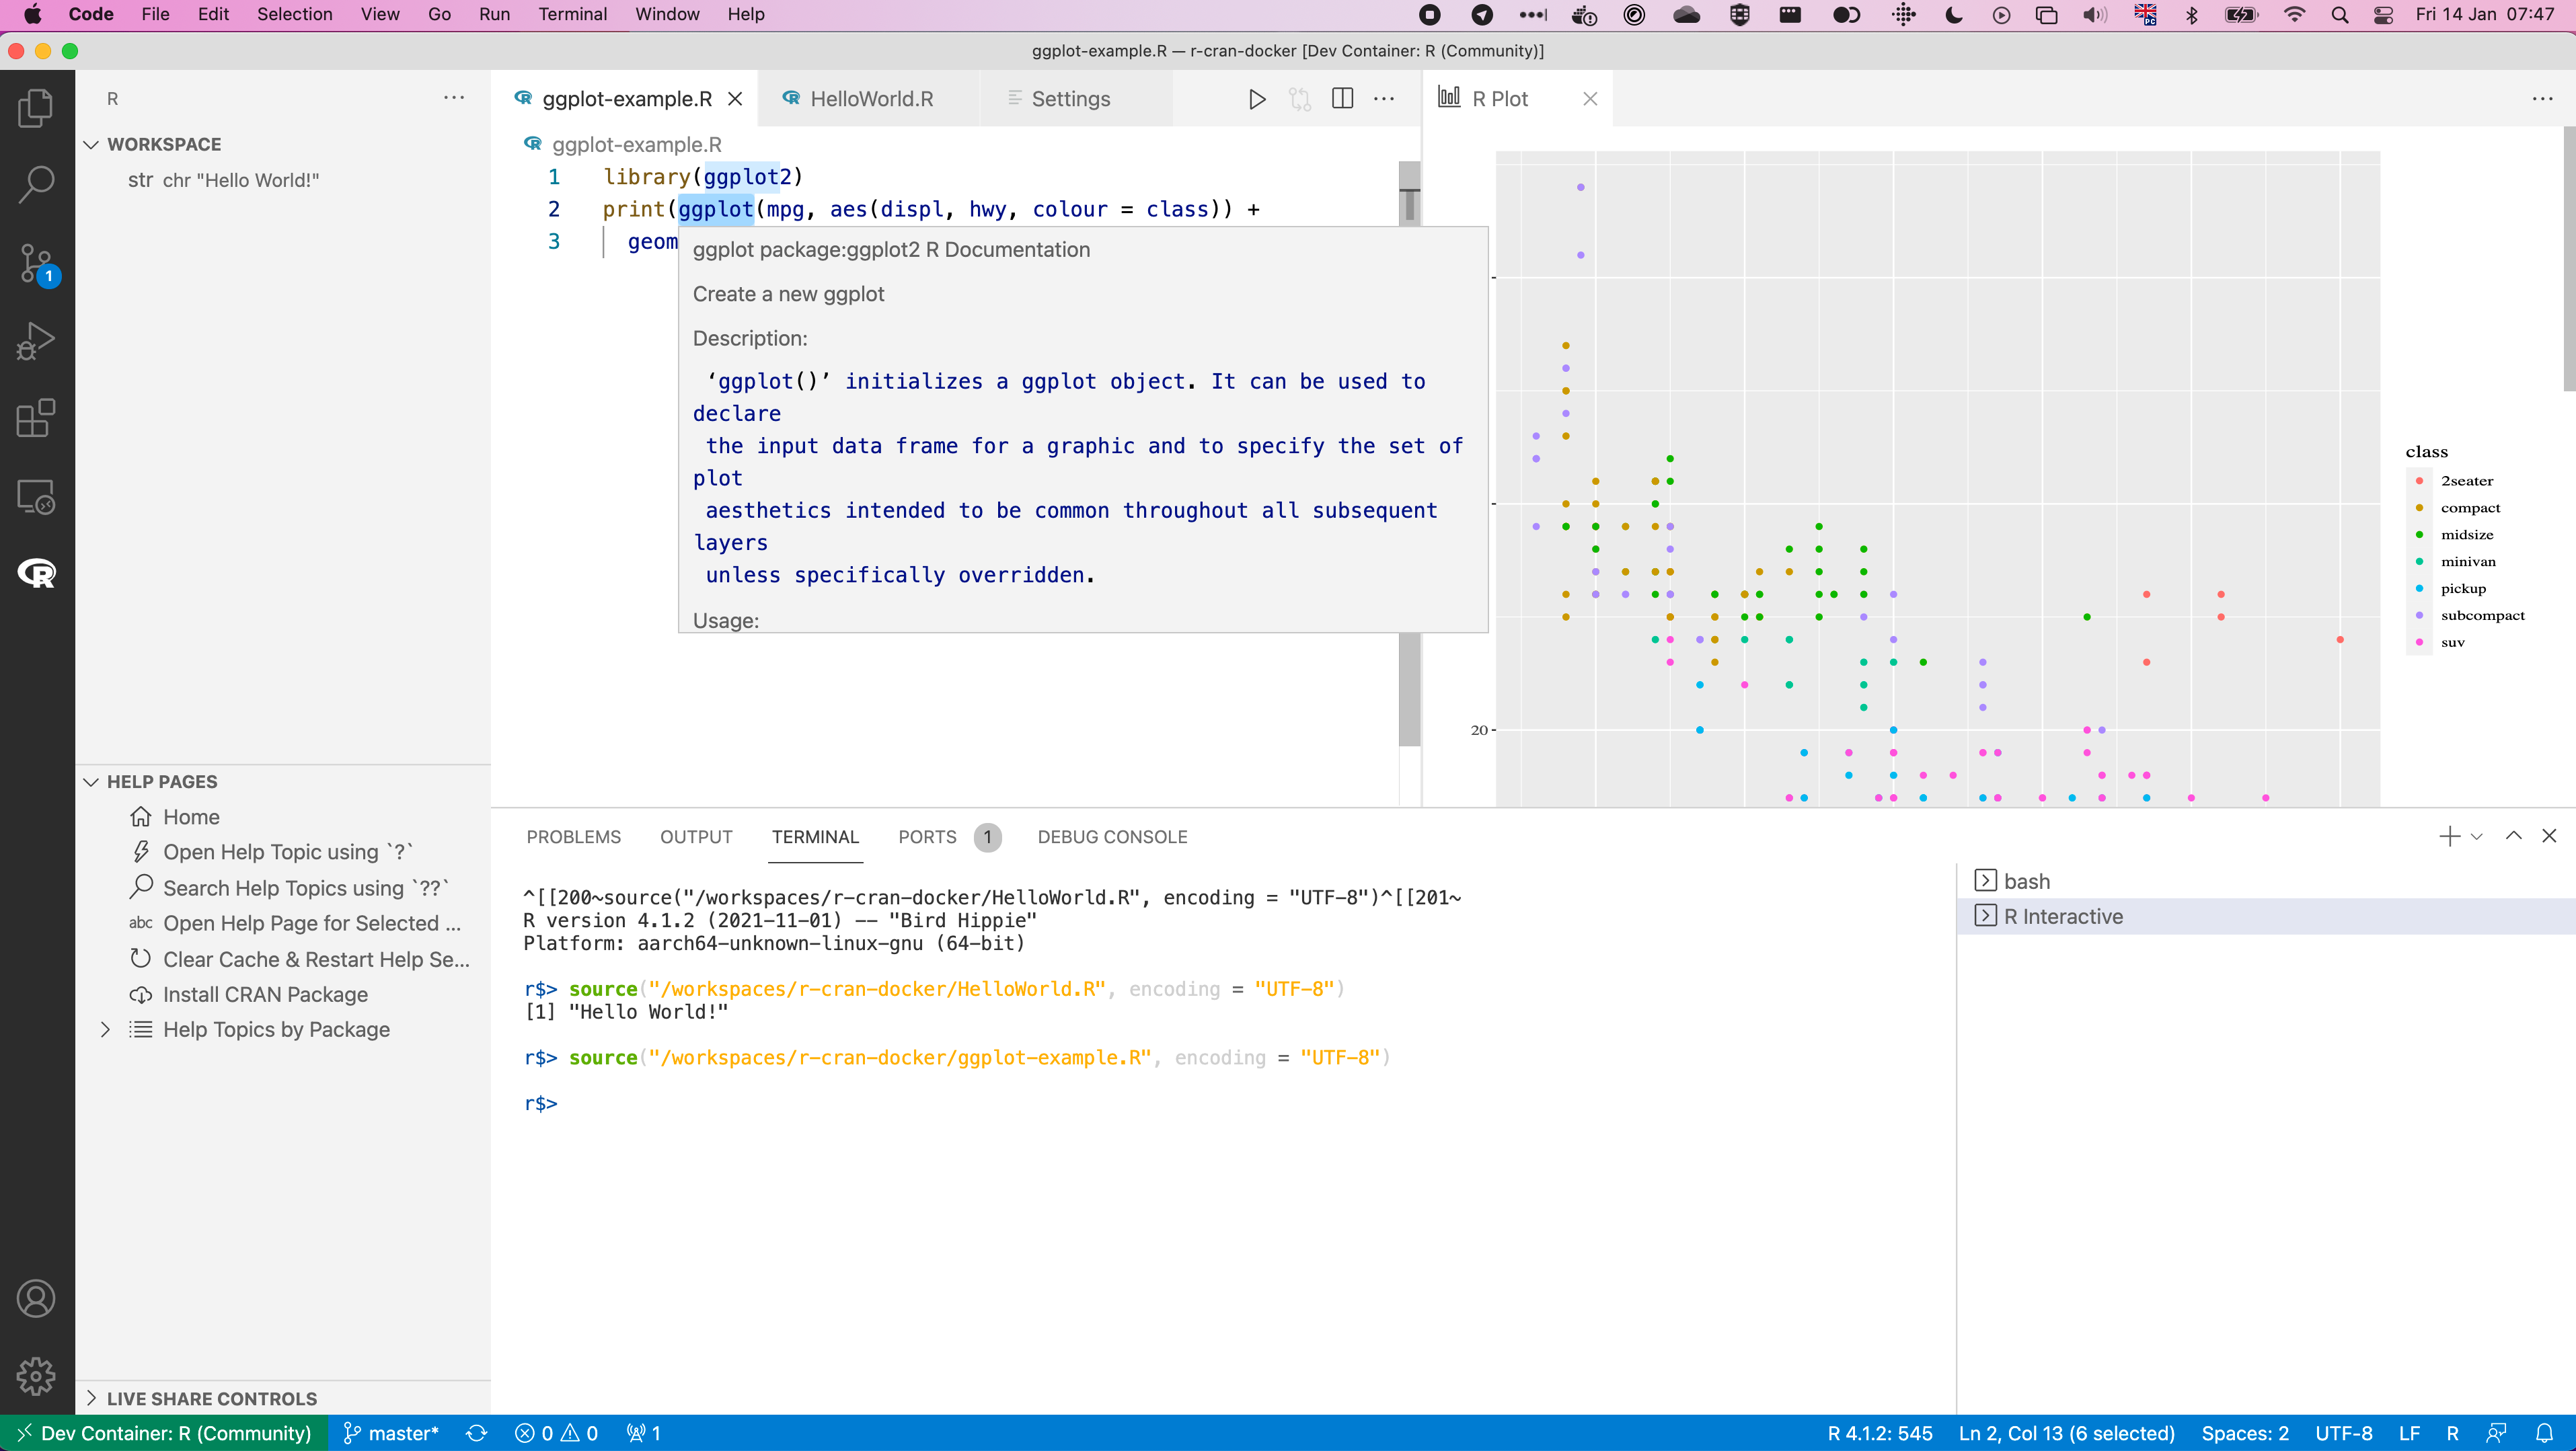 Code File Edit Selection View Go Run Terminal Window Help Fri 14 Jan 07:47
ggplot-example.R — r-cran-docker [Dev Container: R (Community)]
R
WORKSPACE
str chr "Hello World!"
HELP PAGES
Home
Open Help Topic using `?`
Search Help Topics using `??`
abc Open Help Page for Selected ...
Clear Cache & Restart Help Se...
Install CRAN Package
Help Topics by Package
LIVE SHARE CONTROLS
1
ggplot-example.R HelloWorld.R Settings
ggplot-example.R
1 library(ggplot2)
2 print(ggplot(mpg, aes(displ, hwy, colour = class)) +
3 geom
ggplot package:ggplot2 R Documentation
Create a new ggplot
Description:
‘ggplot()’ initializes a ggplot object. It can be used to
declare
the input data frame for a graphic and to specify the set of
plot
aesthetics intended to be common throughout all subsequent
layers
unless specifically overridden.
Usage:
R Plot
20
class
2seater
compact
midsize
minivan
pickup
subcompact
suv
PROBLEMS OUTPUT TERMINAL PORTS 1 DEBUG CONSOLE
^[[200~source("/workspaces/r-cran-docker/HelloWorld.R", encoding = "UTF-8")^[[201~
R version 4.1.2 (2021-11-01) -- "Bird Hippie"
Platform: aarch64-unknown-linux-gnu (64-bit)
r$> source("/workspaces/r-cran-docker/HelloWorld.R", encoding = "UTF-8")
[1] "Hello World!"
r$> source("/workspaces/r-cran-docker/ggplot-example.R", encoding = "UTF-8")
r$>
bash
R Interactive
Dev Container: R (Community) master* 0 0 1 R 4.1.2: 545 Ln 2, Col 13 (6 selected) Spaces: 2 UTF-8 LF R